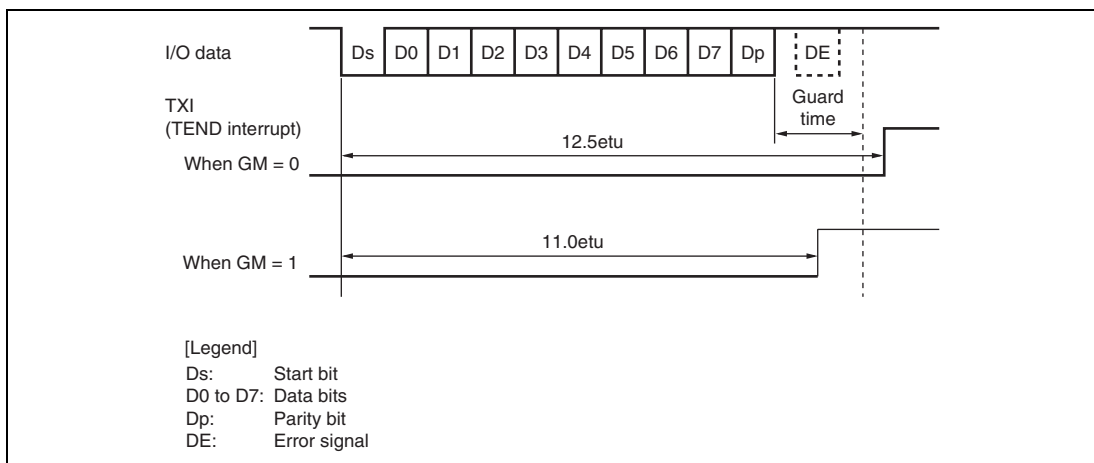 I/O data
Ds D0 D1 D2 D3 D4 D5 D6 D7 Dp DE
Guard
time
TXI
(TEND interrupt)
12.5etu
When GM = 0
11.0etu
When GM = 1
[Legend]
Ds: Start bit
D0 to D7: Data bits
Dp: Parity bit
DE: Error signal